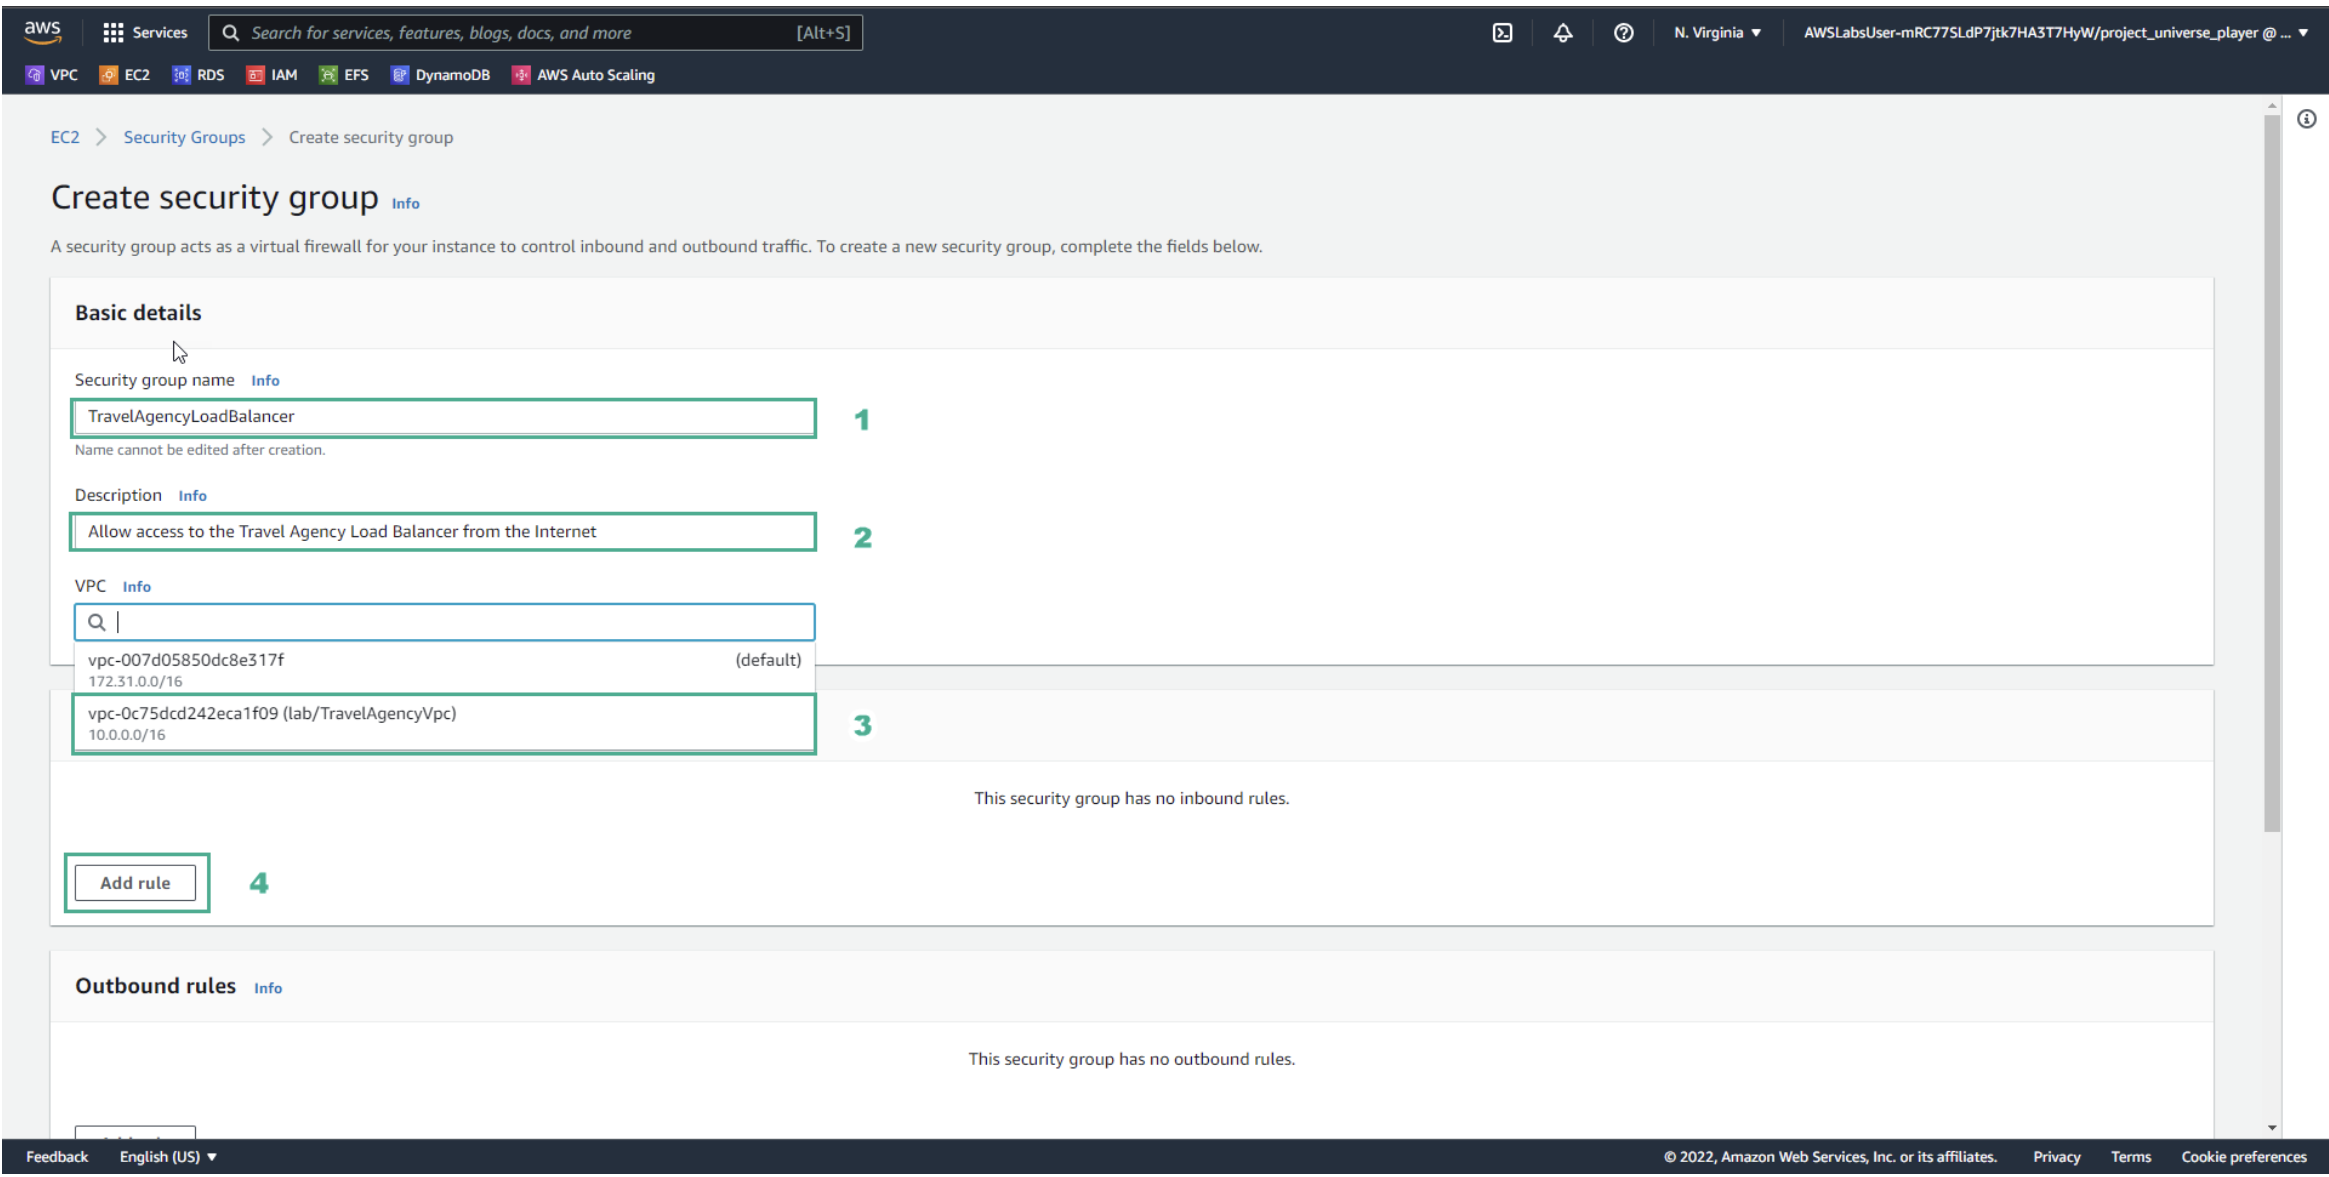 aws
Services
Search for services, features, blogs, docs, and more [Alt+S]
N. Virginia ▼
AWSLabsUser-mRC77SLdP7jtk7HA3T7HyW/project_universe_player @ ... ▼
VPC EC2 RDS IAM EFS DynamoDB AWS Auto Scaling
EC2 > Security Groups > Create security group
Create security group Info
A security group acts as a virtual firewall for your instance to control inbound and outbound traffic. To create a new security group, complete the fields below.
Basic details
Security group name Info
TravelAgencyLoadBalancer 1
Name cannot be edited after creation.
Description Info
Allow access to the Travel Agency Load Balancer from the Internet 2
VPC Info
vpc-007d05850dc8e317f (default)
172.31.0.0/16
vpc-0c75dcd242eca1f09 (lab/TravelAgencyVpc) 3
10.0.0.0/16
This security group has no inbound rules.
Add rule 4
Outbound rules Info
This security group has no outbound rules.
Feedback English (US) ▼ © 2022, Amazon Web Services, Inc. or its affiliates. Privacy Terms Cookie preferences